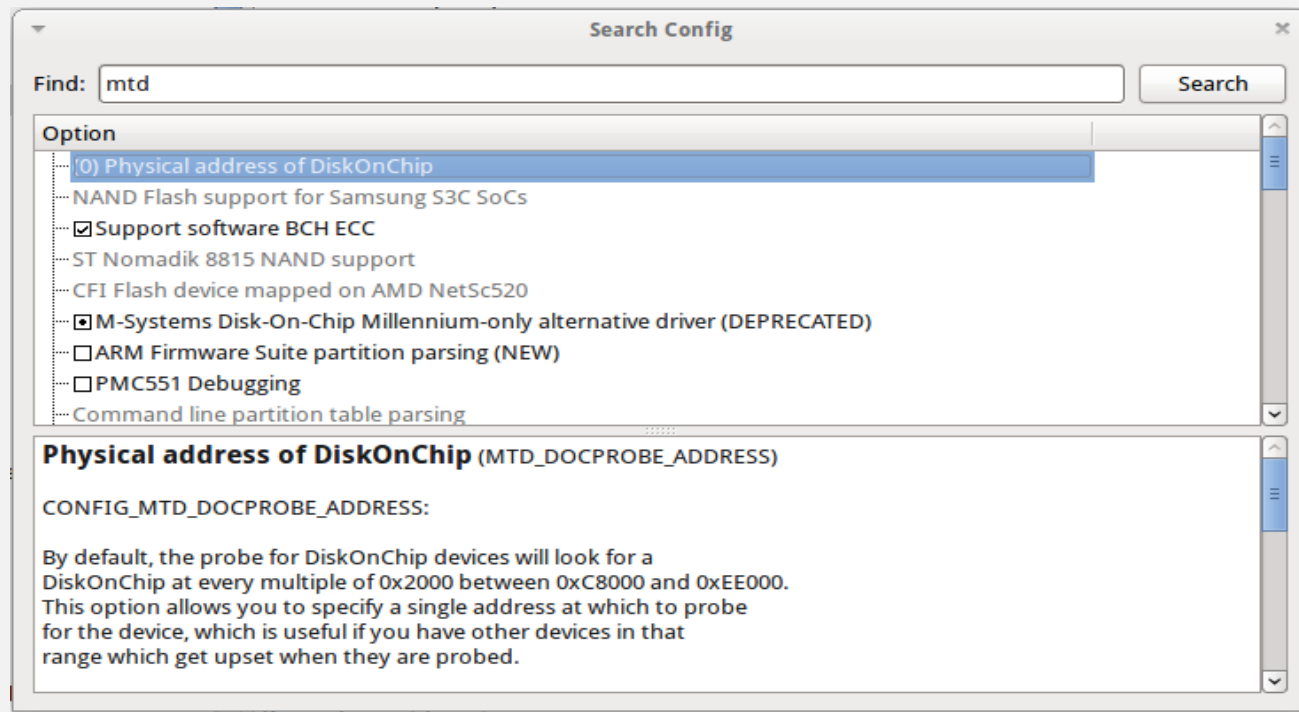 Search Config
Find: mtd Search
Option
(0) Physical address of DiskOnChip
NAND Flash support for Samsung S3C SoCs
Support software BCH ECC
ST Nomadik 8815 NAND support
CFI Flash device mapped on AMD NetSc520
M-Systems Disk-On-Chip Millennium-only alternative driver (DEPRECATED)
ARM Firmware Suite partition parsing (NEW)
PMC551 Debugging
Command line partition table parsing
Physical address of DiskOnChip (MTD_DOCPROBE_ADDRESS)
CONFIG_MTD_DOCPROBE_ADDRESS:
By default, the probe for DiskOnChip devices will look for a
DiskOnChip at every multiple of 0x2000 between 0xC8000 and 0xEE000.
This option allows you to specify a single address at which to probe
for the device, which is useful if you have other devices in that
range which get upset when they are probed.